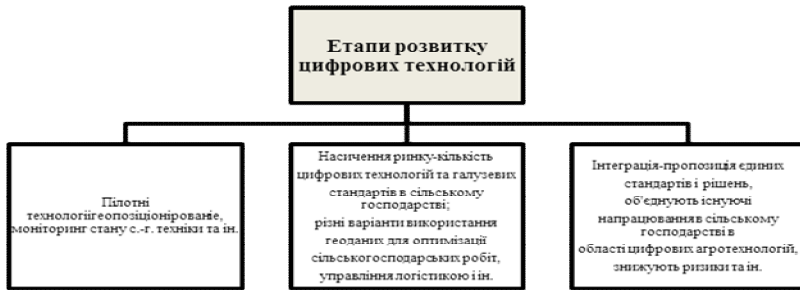 Етапи розвитку
цифрових технологій
Пілотні
технологіїгеопозиціонірованіе,
моніторинг стану с.-г. техніки та ін.
Насичення ринку-кількість
цифрових технологій та галузевих
стандартів в сільському
господарстві;
різні варіанти використання
геоданих для оптимізації
сільськогосподарських робіт,
управління логістикою і ін.
Інтеграція-пропозиція єдиних
стандартів і рішень,
об'єднують існуючі
напрацювання в сільському
господарстві в
області цифрових агротехнологій,
знижують ризики та ін.